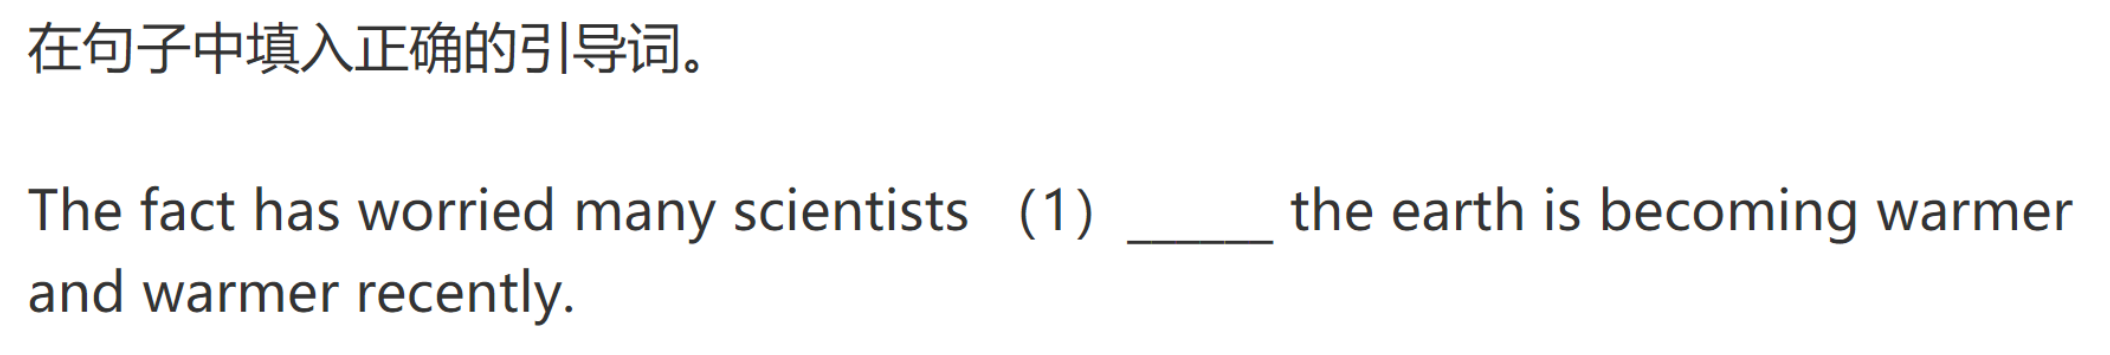 在句子中填入正确的引导词。
The fact has worried many scientists （1）______ the earth is becoming warmer
and warmer recently.